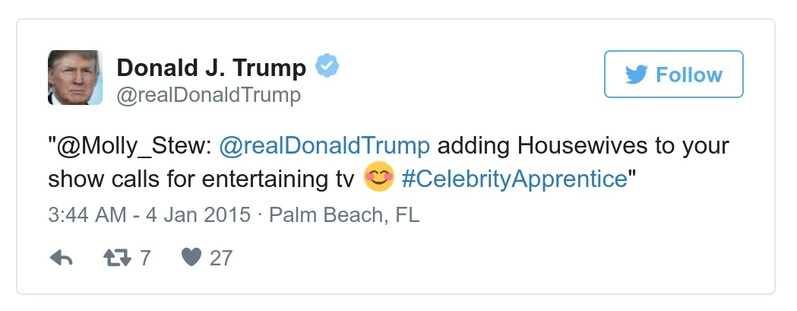 Donald J. Trump
@realDonaldTrump
Follow
"@Molly_Stew: @realDonaldTrump adding Housewives to your
show calls for entertaining tv 😊 #CelebrityApprentice"
3:44 AM - 4 Jan 2015 · Palm Beach, FL
7 27